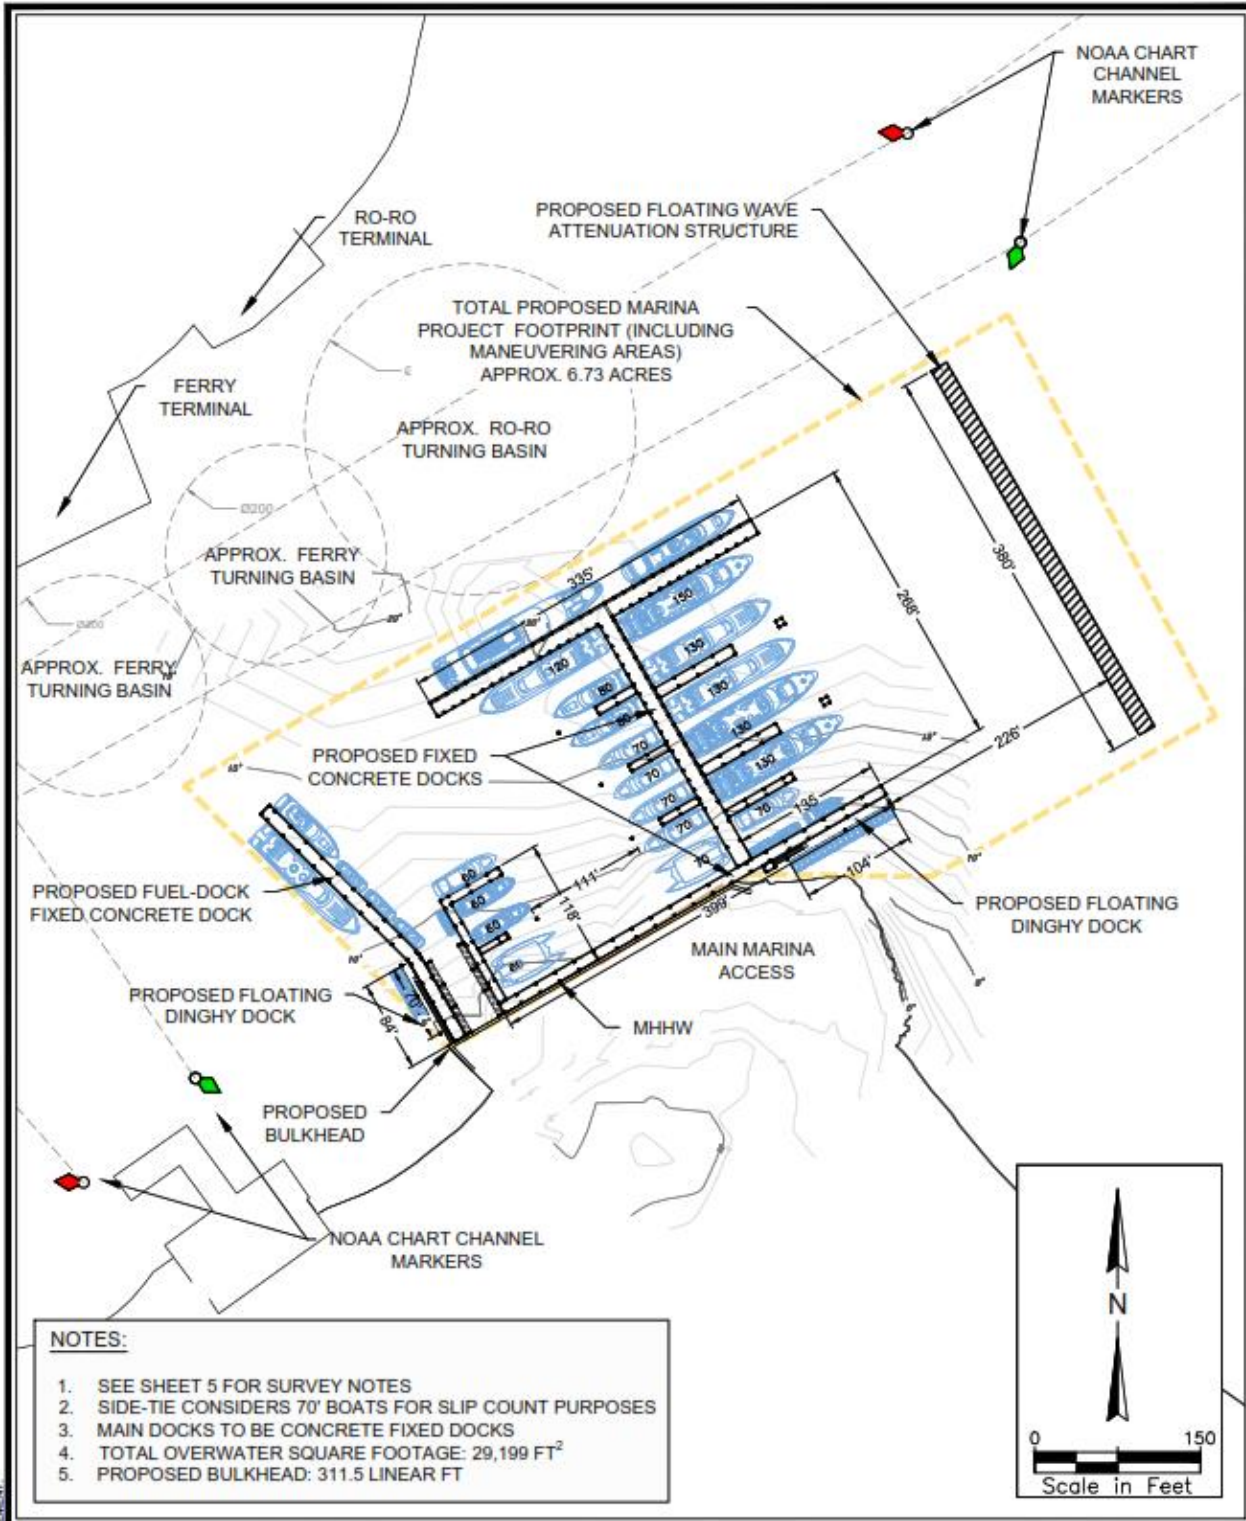 NOAA CHART
CHANNEL
MARKERS
RO-RO
TERMINAL
PROPOSED FLOATING WAVE
ATTENUATION STRUCTURE
TOTAL PROPOSED MARINA
PROJECT FOOTPRINT (INCLUDING
MANEUVERING AREAS)
APPROX. 6.73 ACRES
FERRY
TERMINAL
APPROX. RO-RO
TURNING BASIN
Ø200
APPROX. FERRY
TURNING BASIN
APPROX. FERRY
TURNING BASIN
335'
380'
268'
226'
150
120
130
130
130
130
80
80
70
70
70
70
70
70
135'
104'
111'
118'
399'
PROPOSED FIXED
CONCRETE DOCKS
PROPOSED FUEL-DOCK
FIXED CONCRETE DOCK
60
60
60
60
PROPOSED FLOATING
DINGHY DOCK
MAIN MARINA
ACCESS
PROPOSED FLOATING
DINGHY DOCK
70'
84'
MHHW
PROPOSED
BULKHEAD
NOAA CHART CHANNEL
MARKERS
NOTES:
1. SEE SHEET 5 FOR SURVEY NOTES
2. SIDE-TIE CONSIDERS 70' BOATS FOR SLIP COUNT PURPOSES
3. MAIN DOCKS TO BE CONCRETE FIXED DOCKS
4. TOTAL OVERWATER SQUARE FOOTAGE: 29,199 FT²
5. PROPOSED BULKHEAD: 311.5 LINEAR FT
N
0 150
Scale in Feet